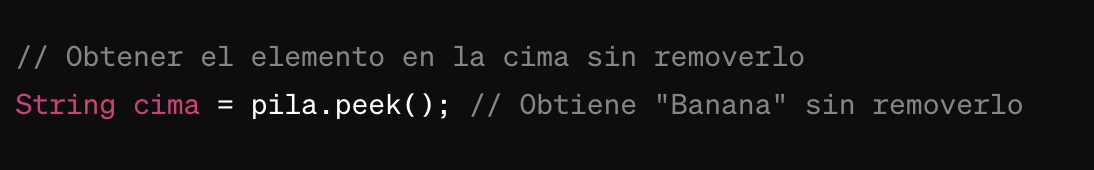 // Obtener el elemento en la cima sin removerlo
String cima = pila.peek(); // Obtiene "Banana" sin removerlo